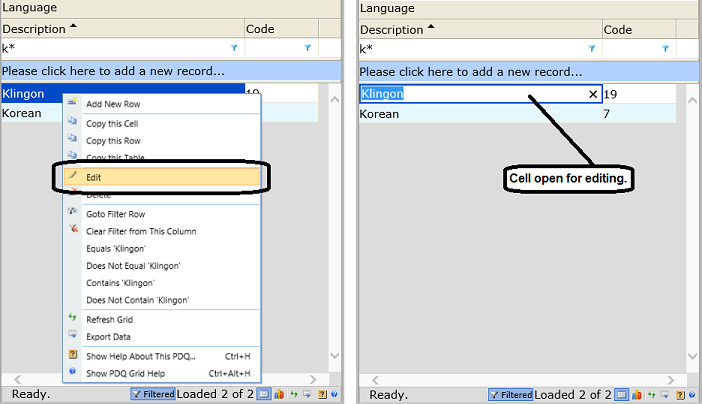 Language
Description Code
k*
Please click here to add a new record...
Klingon 19
Korean
Add New Row
Copy this Cell
Copy this Row
Copy this Table
Edit
Delete
Goto Filter Row
Clear Filter from This Column
Equals 'Klingon'
Does Not Equal 'Klingon'
Contains 'Klingon'
Does Not Contain 'Klingon'
Refresh Grid
Export Data
Show Help About This PDQ... Ctrl+H
Show PDQ Grid Help Ctrl+Alt+H
Ready. Filtered Loaded 2 of 2
Language
Description Code
k*
Please click here to add a new record...
Klingon 19
Korean 7
Cell open for editing.
Ready. Filtered Loaded 2 of 2